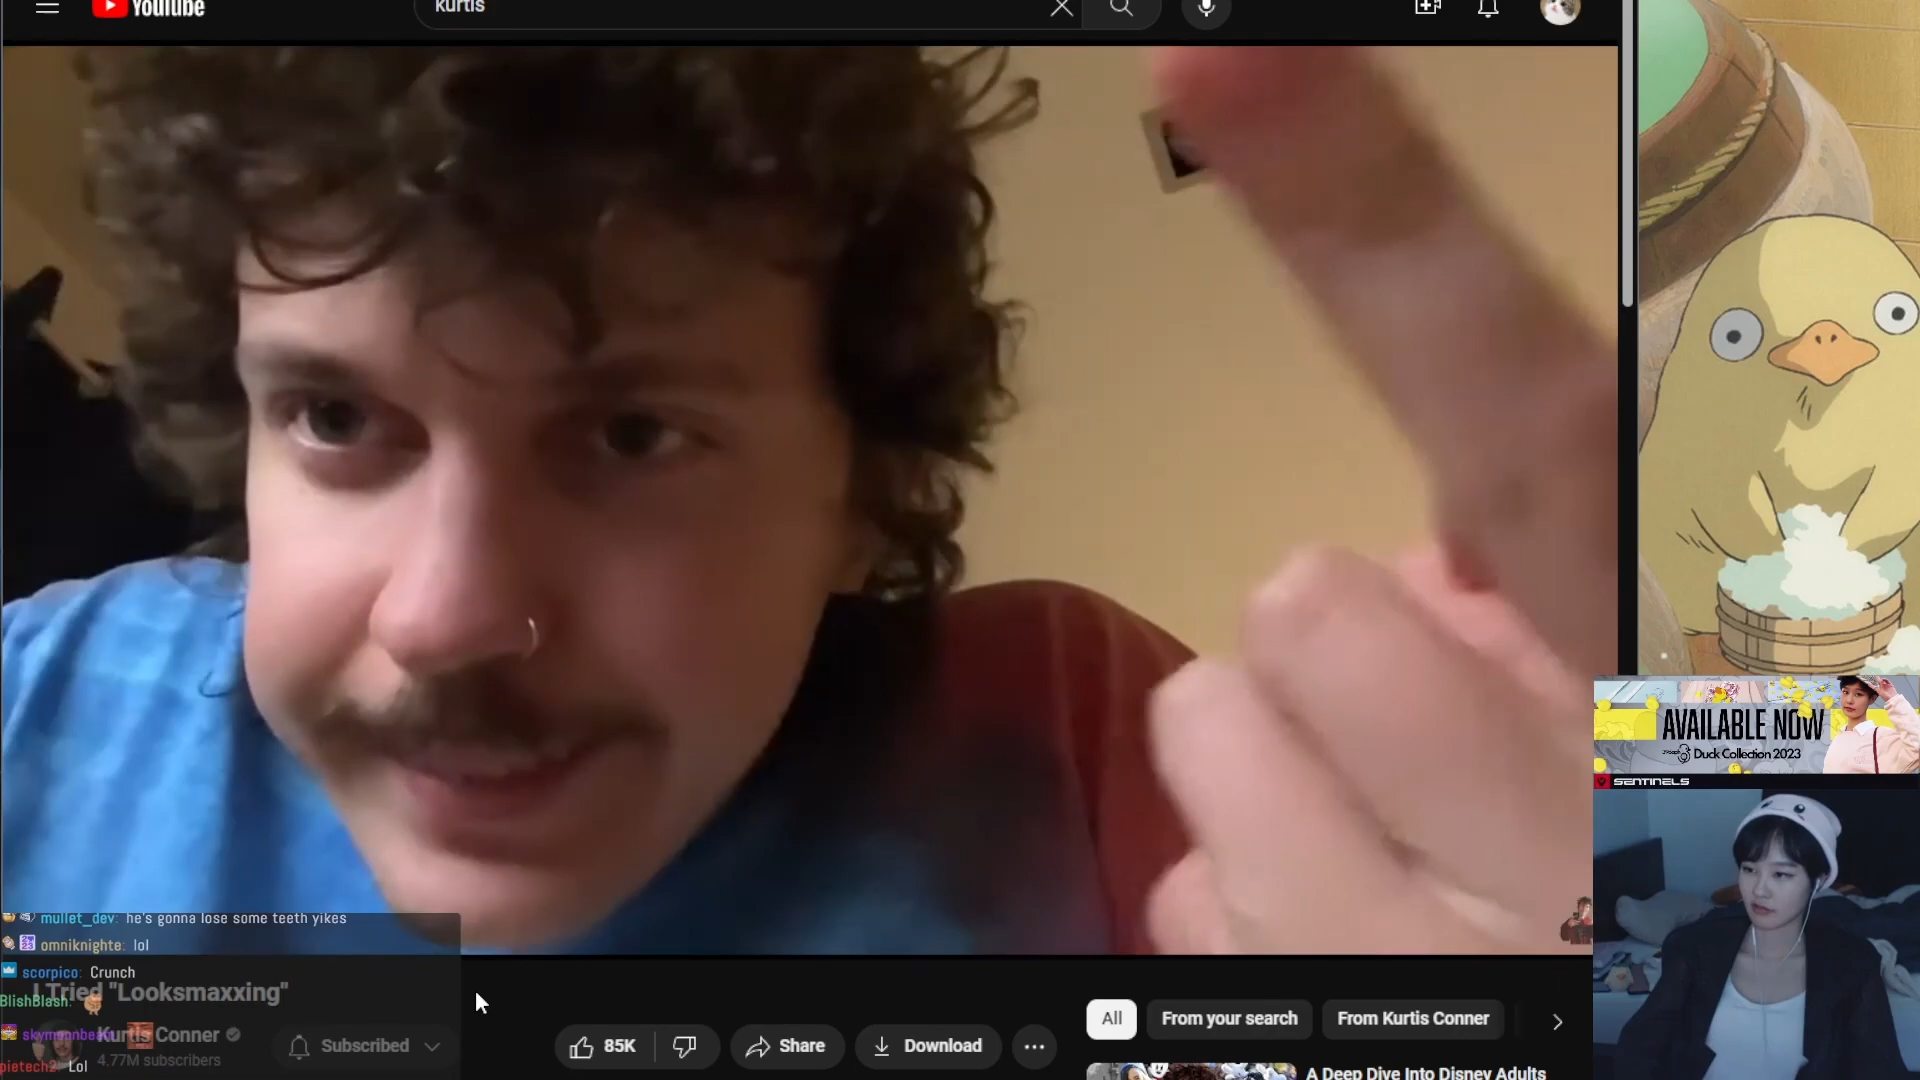 YouTube
kurtis
AVAILABLE NOW
Duck Collection 2023
SENTINELS
mullet_dev: he's gonna lose some teeth yikes
omniknighte: lol
scorpico: Crunch
BlishBlash:
I Tried "Looksmaxxing"
Kurtis Conner
4.77M subscribers
Lol
Subscribed
85K
Share
Download
All
From your search
From Kurtis Conner
A Deep Dive Into Disney Adults